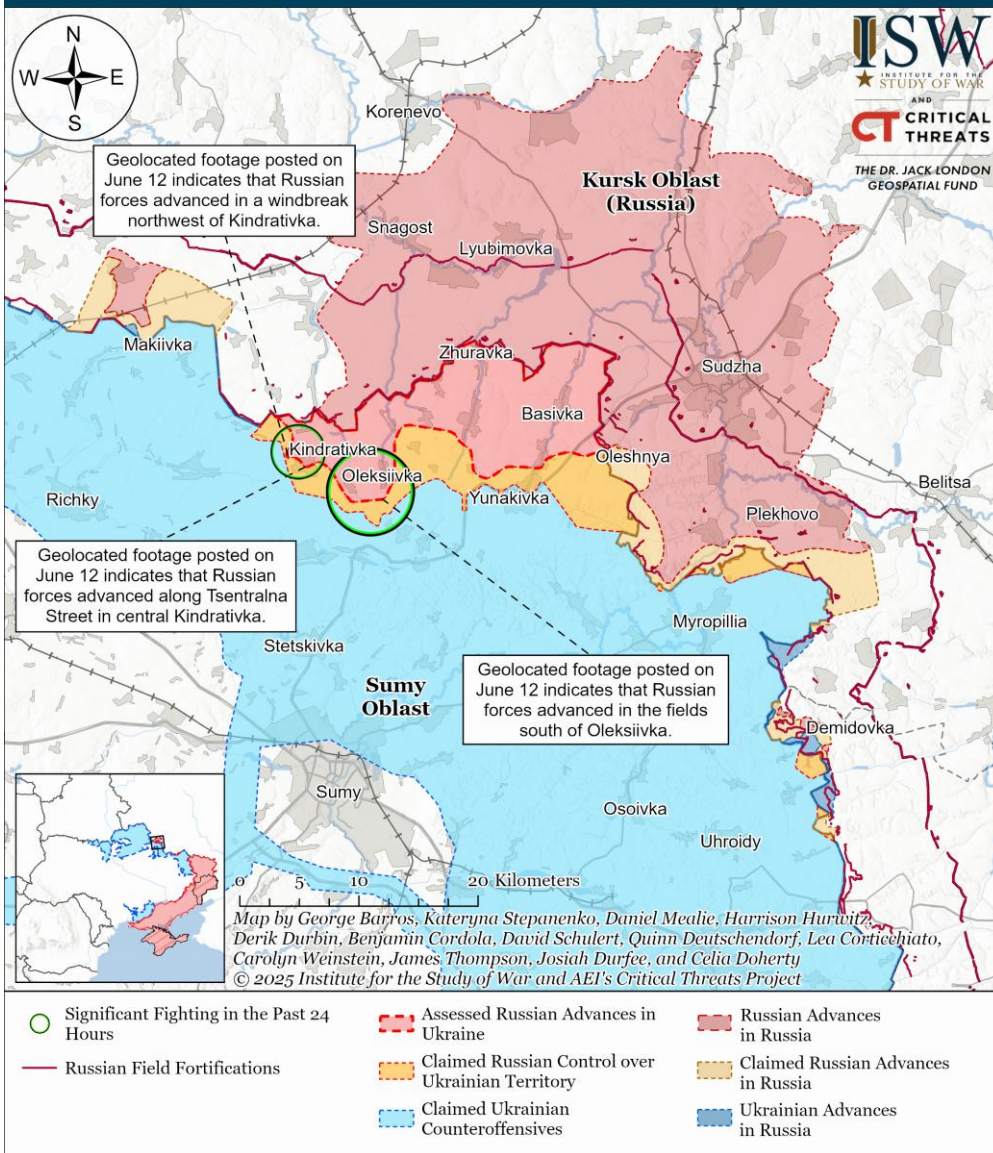 N
W E
S
ISW
INSTITUTE FOR THE
STUDY OF WAR
AND
CT CRITICAL
THREATS
THE DR. JACK LONDON
GEOSPATIAL FUND
Korenevo
Geolocated footage posted on
June 12 indicates that Russian
forces advanced in a windbreak
northwest of Kindrativka.
Kursk Oblast
(Russia)
Snagost
Lyubimovka
Makiivka
Zhuravka
Sudzha
Basivka
Kindrativka
Oleshnya
Oleksiivka
Richky
Yunakivka
Belitsa
Plekhovo
Geolocated footage posted on
June 12 indicates that Russian
forces advanced along Tsentralna
Street in central Kindrativka.
Myropillia
Stetskivka
Geolocated footage posted on
June 12 indicates that Russian
forces advanced in the fields
south of Oleksiivka.
Sumy
Oblast
Demidovka
Sumy
Osoivka
Uhroidy
0 5 10 20 Kilometers
Map by George Barros, Kateryna Stepanenko, Daniel Mealie, Harrison Hurwitz,
Derik Durbin, Benjamin Cordola, David Schulert, Quinn Deutschendorf, Lea Corticchiato,
Carolyn Weinstein, James Thompson, Josiah Durfee, and Celia Doherty
© 2025 Institute for the Study of War and AEI's Critical Threats Project
Significant Fighting in the Past 24
Hours
Russian Field Fortifications
Assessed Russian Advances in
Ukraine
Claimed Russian Control over
Ukrainian Territory
Claimed Ukrainian
Counteroffensives
Russian Advances
in Russia
Claimed Russian Advances
in Russia
Ukrainian Advances
in Russia